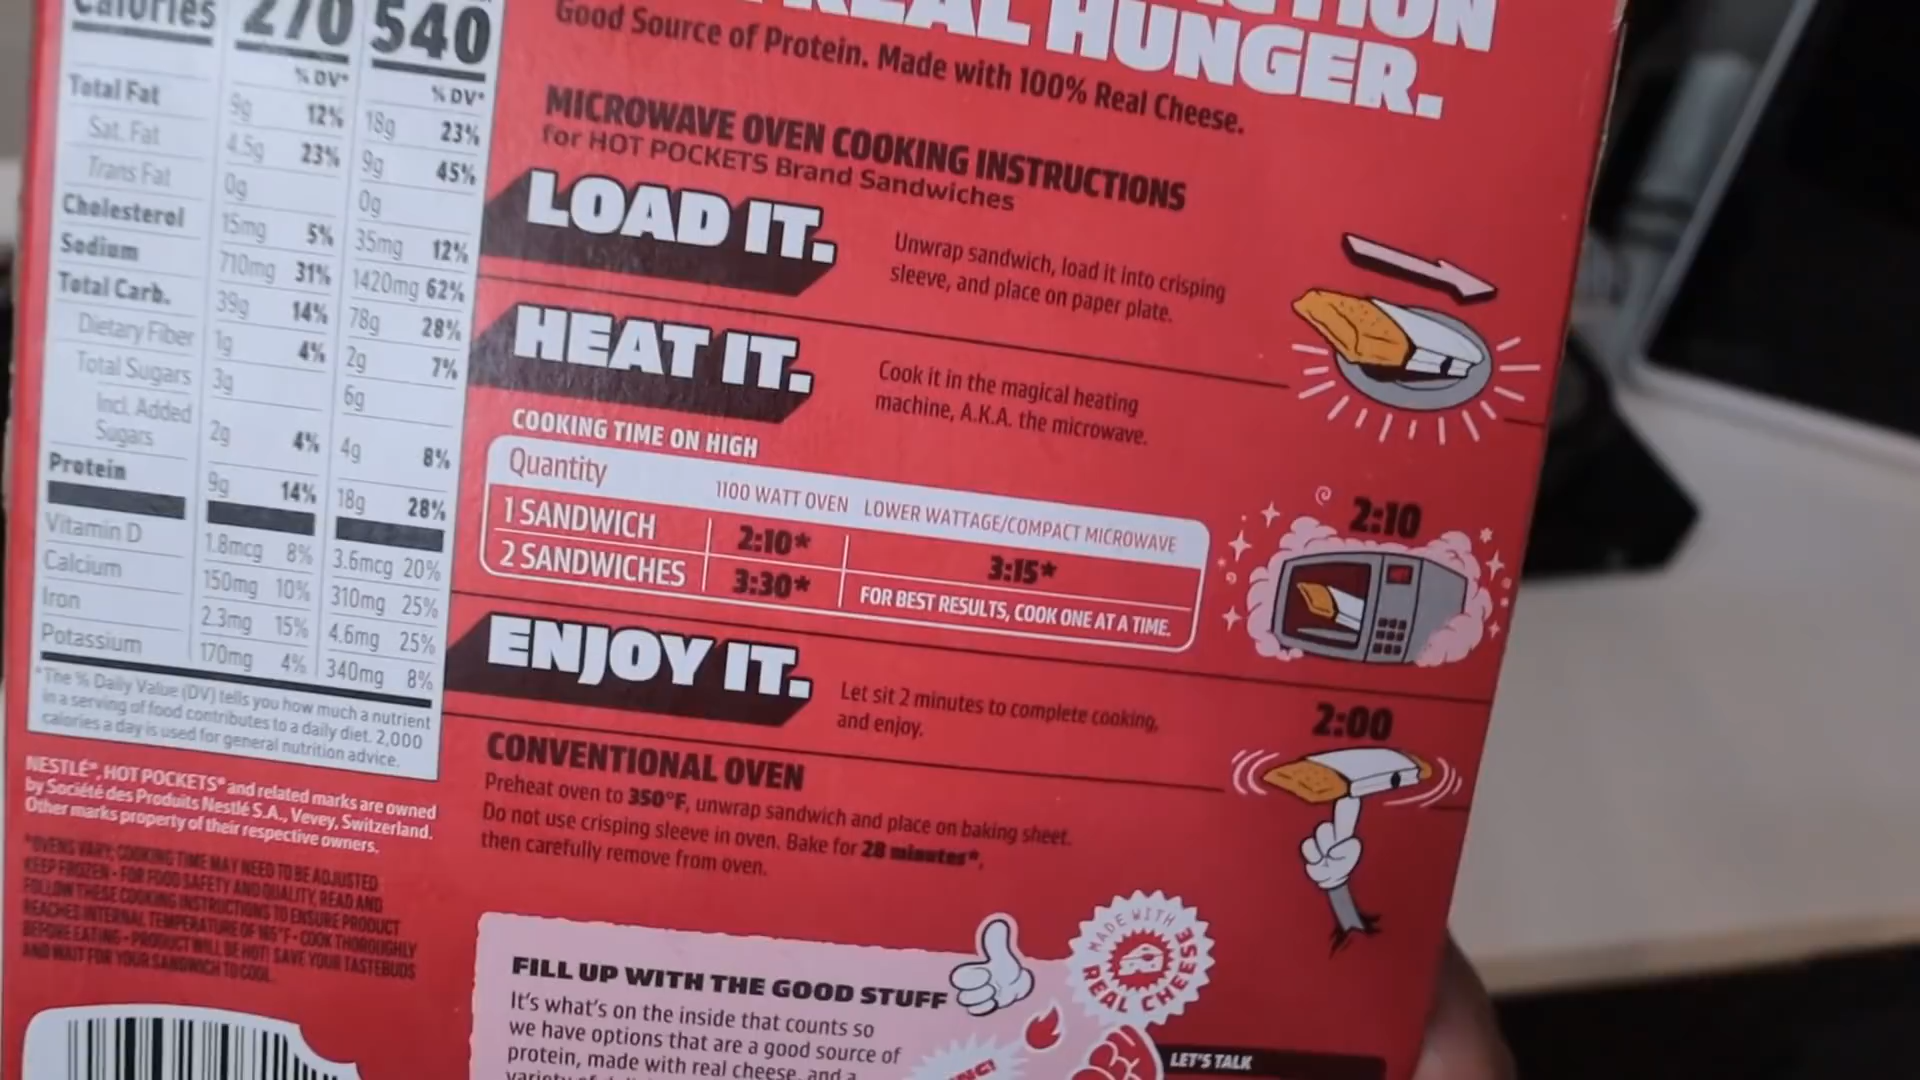 Calories 270 540
% DV* % DV*
Total Fat 9g 12% 18g 23%
Sat. Fat 4.5g 23% 9g 45%
Trans Fat 0g 0g
Cholesterol 15mg 5% 35mg 12%
Sodium 710mg 31% 1420mg 62%
Total Carb. 39g 14% 78g 28%
Dietary Fiber 1g 4% 2g 7%
Total Sugars 3g 6g
Incl. Added
Sugars 2g 4% 4g 8%
Protein 9g 14% 18g 28%
Vitamin D 1.8mcg 8% 3.6mcg 20%
Calcium 150mg 10% 310mg 25%
Iron 2.3mg 15% 4.6mg 25%
Potassium 170mg 4% 340mg 8%
*The % Daily Value (DV) tells you how much a nutrient
in a serving of food contributes to a daily diet. 2,000
calories a day is used for general nutrition advice.
NESTLÉ®, HOT POCKETS® and related marks are owned
by Société des Produits Nestlé S.A., Vevey, Switzerland.
Other marks property of their respective owners.
*OVENS VARY; COOKING TIME MAY NEED TO BE ADJUSTED
KEEP FROZEN - FOR FOOD SAFETY AND QUALITY, READ AND
FOLLOW THESE COOKING INSTRUCTIONS TO ENSURE PRODUCT
REACHES INTERNAL TEMPERATURE OF 165°F - COOK THOROUGHLY
BEFORE EATING - PRODUCT WILL BE HOT! SAVE YOUR TASTEBUDS
AND WAIT FOR YOUR SANDWICH TO COOL.
HUNGER.
Good Source of Protein. Made with 100% Real Cheese.
MICROWAVE OVEN COOKING INSTRUCTIONS
for HOT POCKETS Brand Sandwiches
LOAD IT.
Unwrap sandwich, load it into crisping
sleeve, and place on paper plate.
HEAT IT.
Cook it in the magical heating
machine, A.K.A. the microwave.
COOKING TIME ON HIGH
Quantity 1100 WATT OVEN LOWER WATTAGE/COMPACT MICROWAVE
1 SANDWICH 2:10* 3:15*
2 SANDWICHES 3:30* FOR BEST RESULTS, COOK ONE AT A TIME.
2:10
ENJOY IT.
Let sit 2 minutes to complete cooking,
and enjoy.
2:00
CONVENTIONAL OVEN
Preheat oven to 350°F, unwrap sandwich and place on baking sheet.
Do not use crisping sleeve in oven. Bake for 28 minutes*,
then carefully remove from oven.
FILL UP WITH THE GOOD STUFF
It's what's on the inside that counts so
we have options that are a good source of
protein, made with real cheese, and a
MADE WITH
REAL CHEESE
LET'S TALK